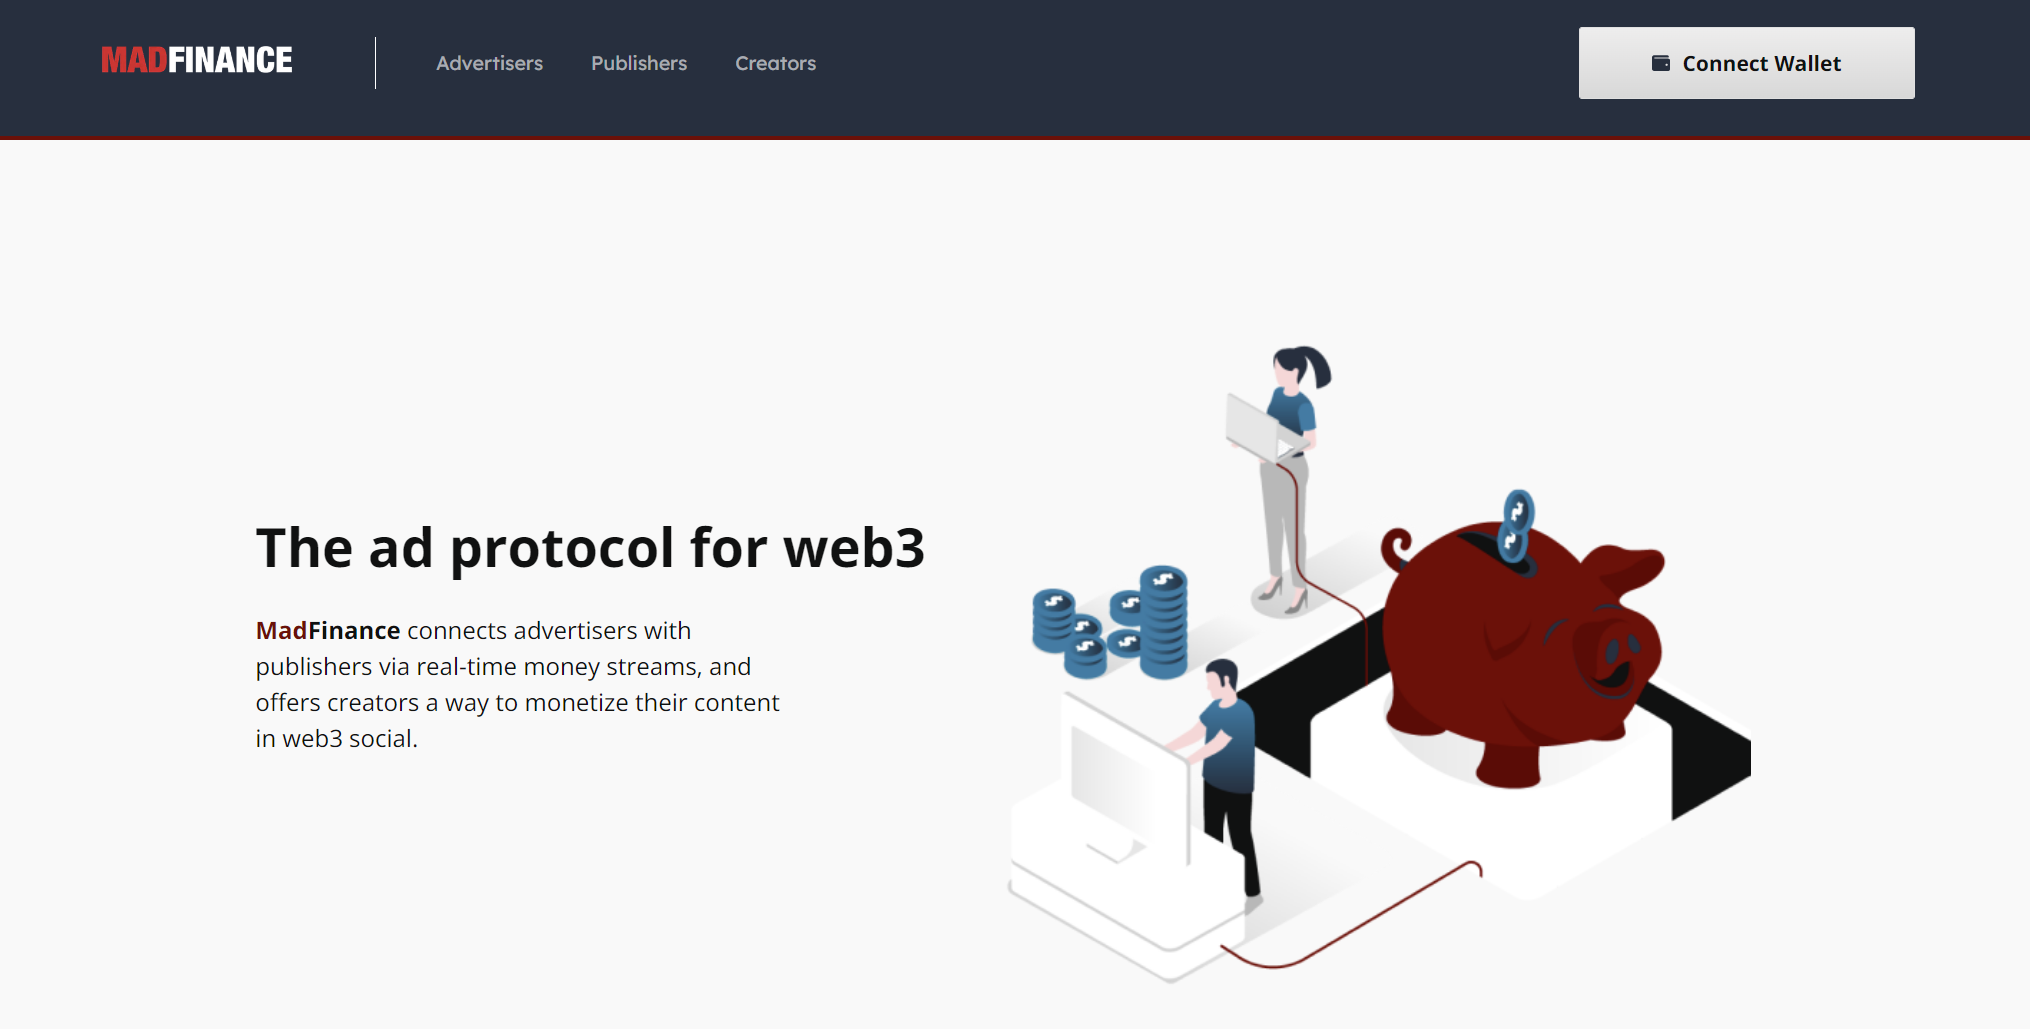 MADFINANCE
Advertisers
Publishers
Creators
Connect Wallet
The ad protocol for web3
MadFinance connects advertisers with
publishers via real-time money streams, and
offers creators a way to monetize their content
in web3 social.